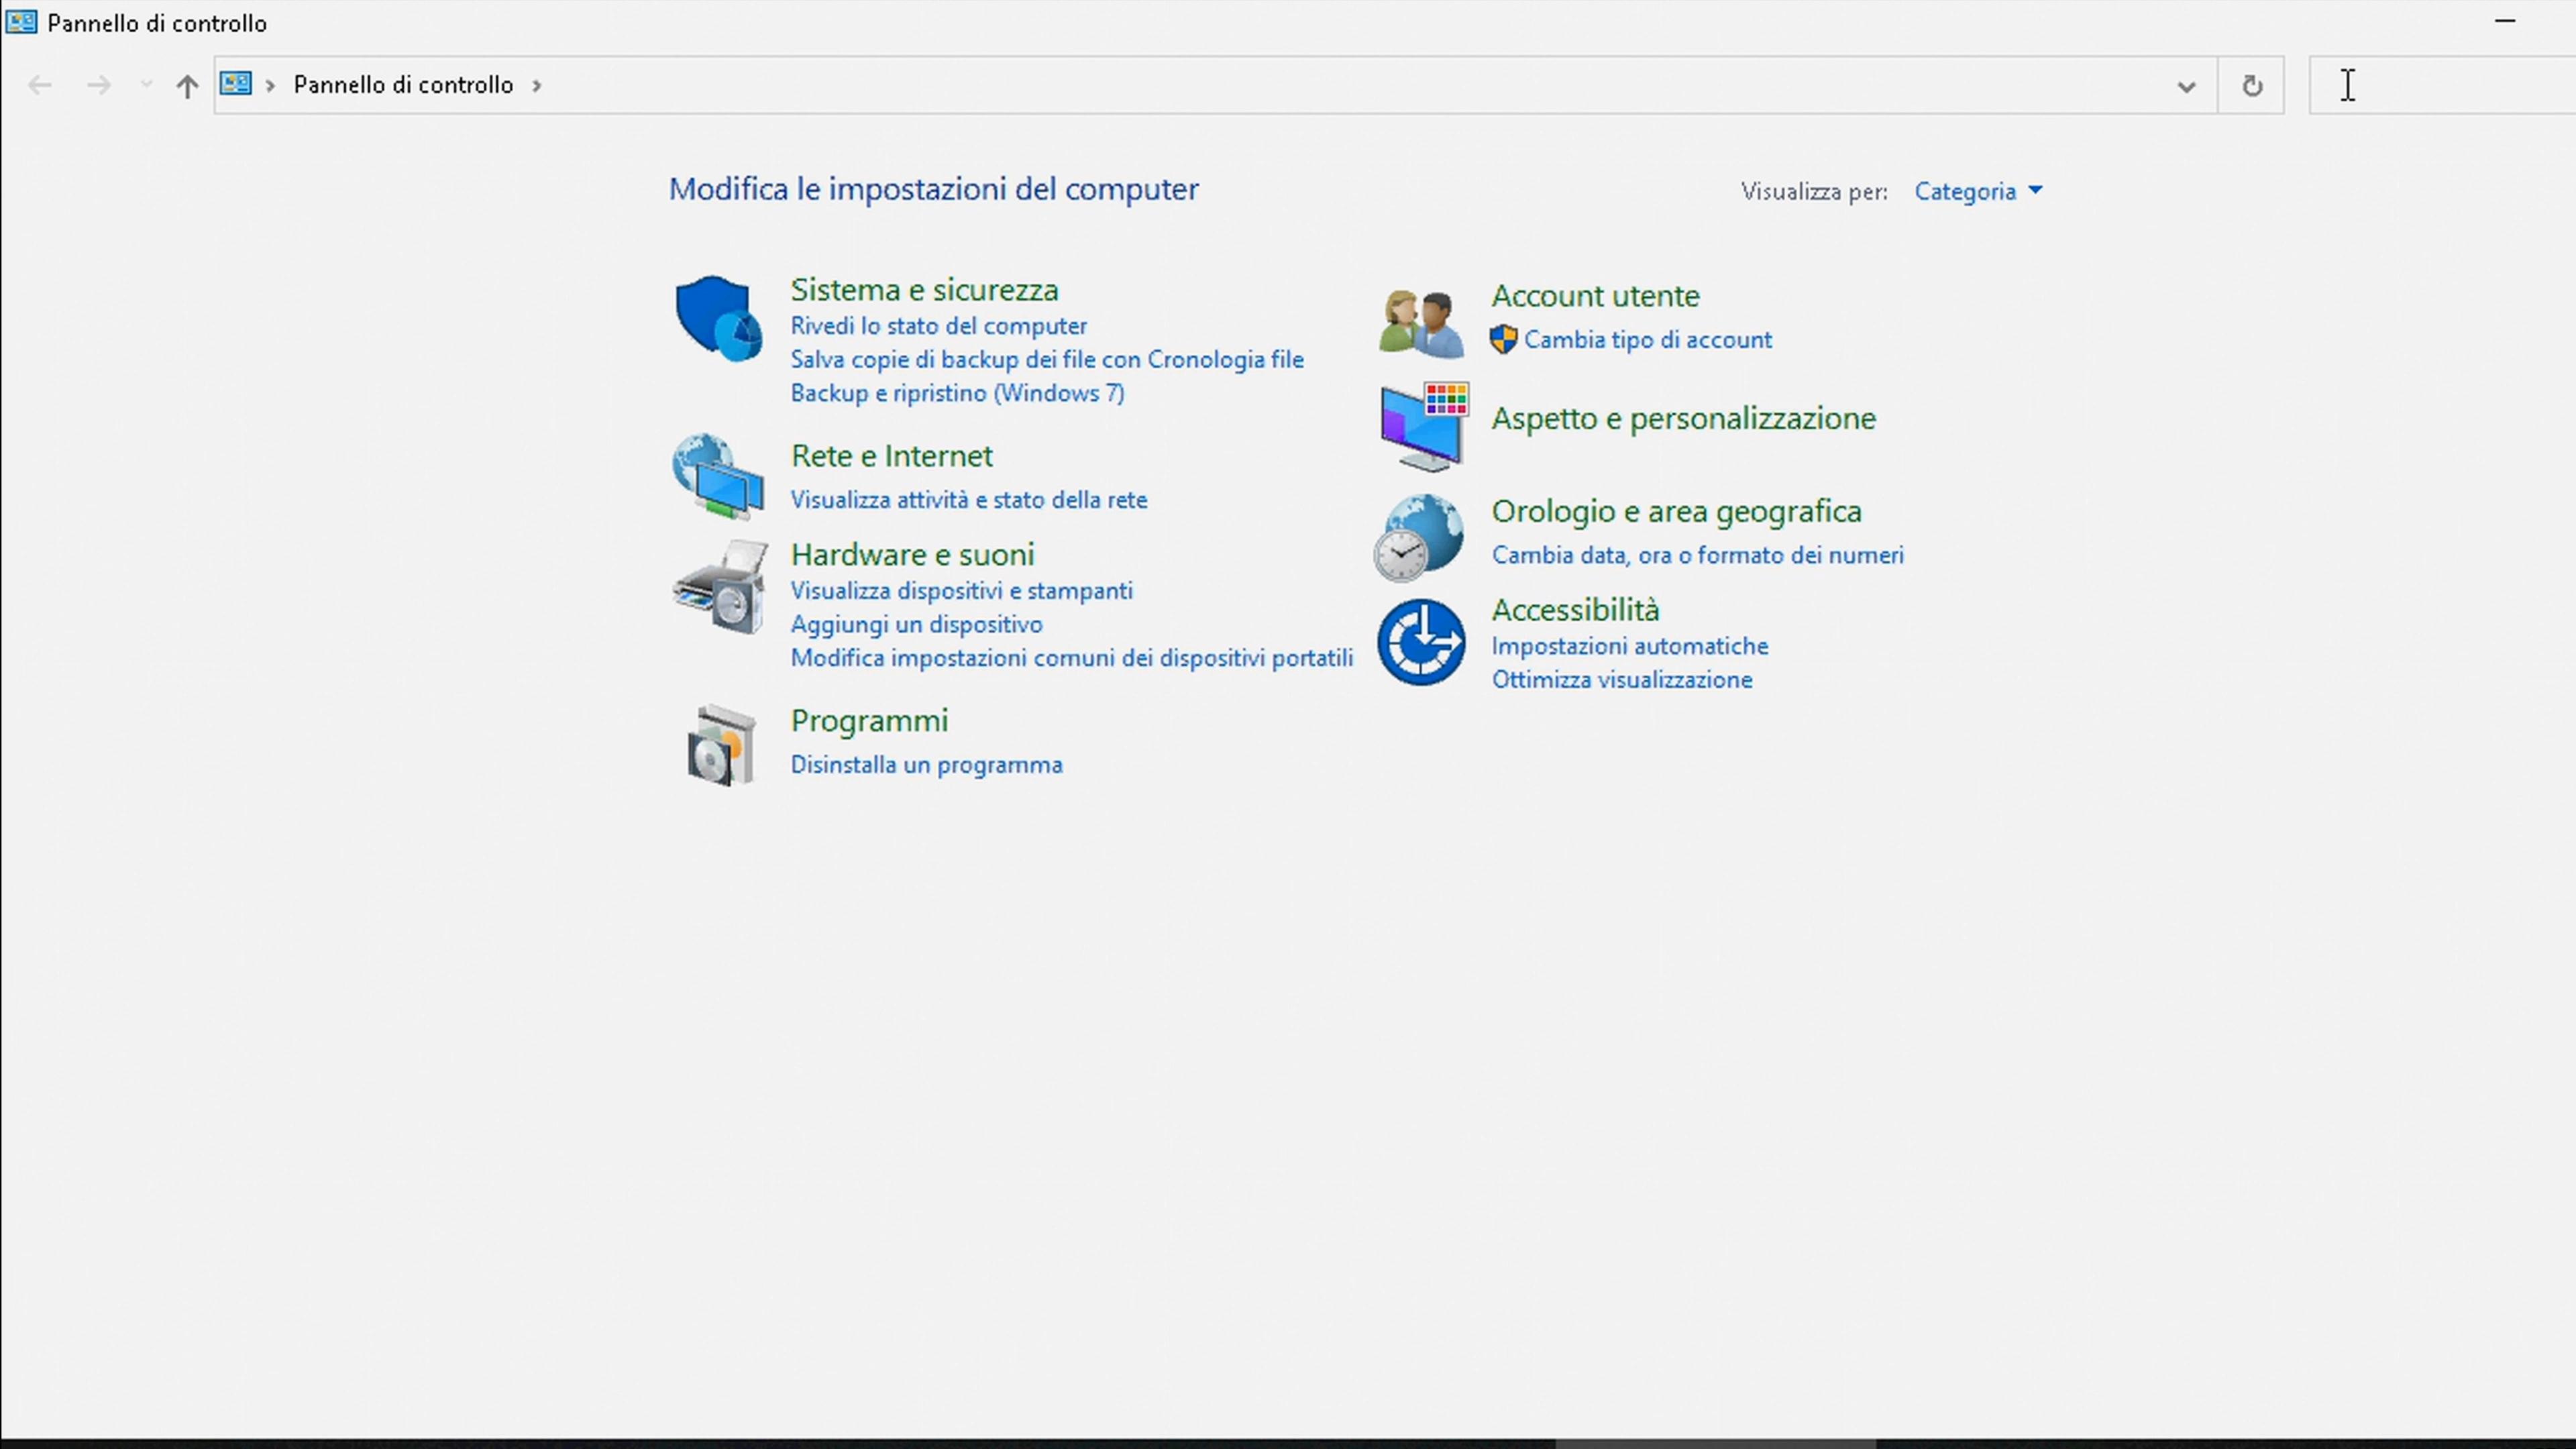 Pannello di controllo
Pannello di controllo
Modifica le impostazioni del computer
Visualizza per: Categoria
Sistema e sicurezza
Rivedi lo stato del computer
Salva copie di backup dei file con Cronologia file
Backup e ripristino (Windows 7)
Rete e Internet
Visualizza attività e stato della rete
Hardware e suoni
Visualizza dispositivi e stampanti
Aggiungi un dispositivo
Modifica impostazioni comuni dei dispositivi portatili
Programmi
Disinstalla un programma
Account utente
Cambia tipo di account
Aspetto e personalizzazione
Orologio e area geografica
Cambia data, ora o formato dei numeri
Accessibilità
Impostazioni automatiche
Ottimizza visualizzazione